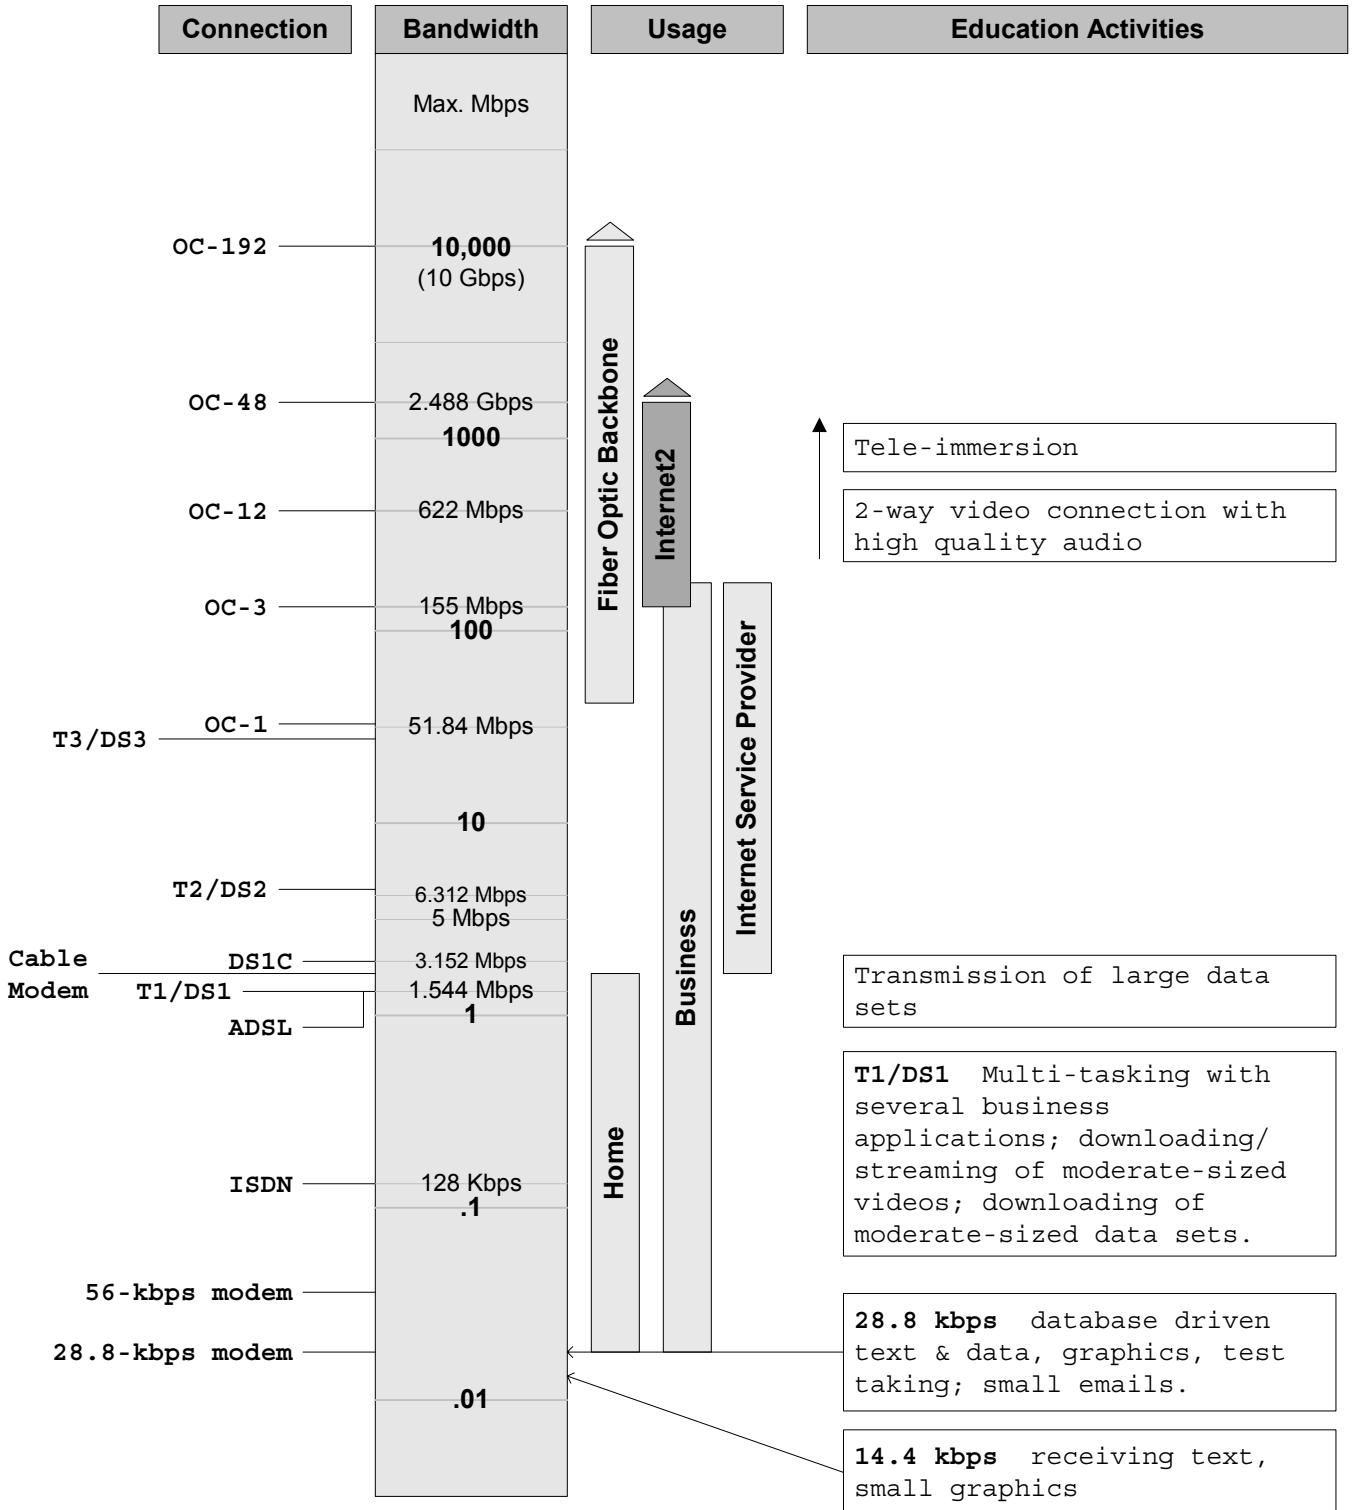 Connection
Bandwidth
Usage
Education Activities
Max. Mbps
OC-192
10,000
(10 Gbps)
OC-48
2.488 Gbps
1000
OC-12
622 Mbps
OC-3
155 Mbps
100
OC-1
51.84 Mbps
T3/DS3
10
T2/DS2
6.312 Mbps
5 Mbps
Cable
Modem
DS1C
3.152 Mbps
T1/DS1
1.544 Mbps
1
ADSL
ISDN
128 Kbps
.1
56-kbps modem
28.8-kbps modem
.01
Fiber Optic Backbone
Internet2
Internet Service Provider
Business
Home
Tele-immersion
2-way video connection with
high quality audio
Transmission of large data
sets
T1/DS1 Multi-tasking with
several business
applications; downloading/
streaming of moderate-sized
videos; downloading of
moderate-sized data sets.
28.8 kbps database driven
text & data, graphics, test
taking; small emails.
14.4 kbps receiving text,
small graphics